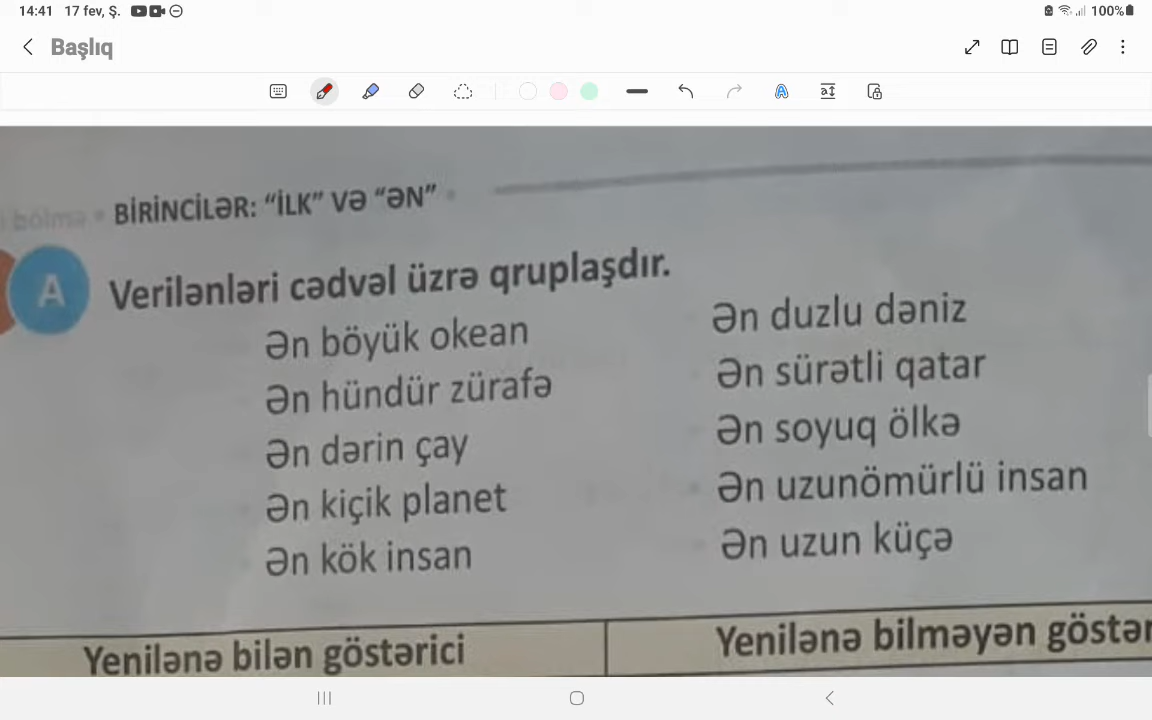 14:41 17 fev, Ş. 100%
Başlıq
BİRİNCİLƏR: “İLK” VƏ “ƏN”
A Verilənləri cədvəl üzrə qruplaşdır.
Ən böyük okean
Ən hündür zürafə
Ən dərin çay
Ən kiçik planet
Ən kök insan
Ən duzlu dəniz
Ən sürətli qatar
Ən soyuq ölkə
Ən uzunömürlü insan
Ən uzun küçə
Yenilənə bilən göstərici
Yenilənə bilməyən göstər